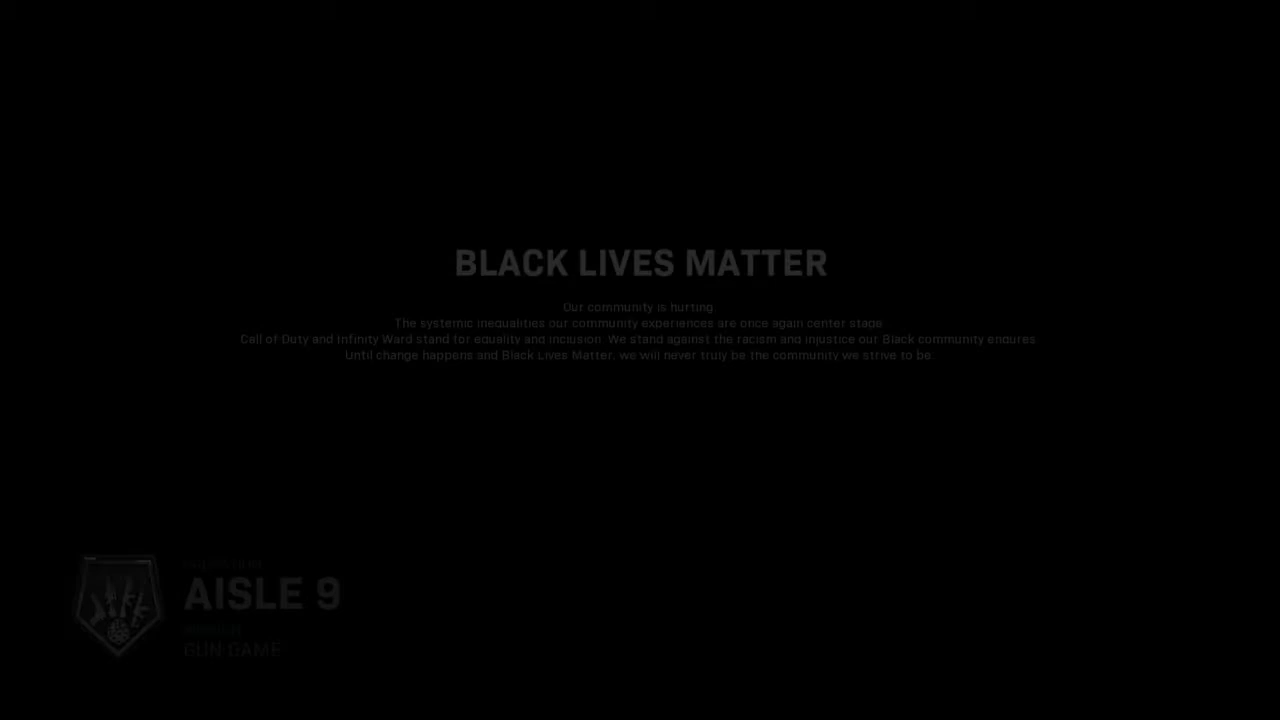 BLACK LIVES MATTER
Our community is hurting.
The systemic inequalities our community experiences are once again center stage.
Call of Duty and Infinity Ward stand for equality and inclusion. We stand against the racism and injustice our Black community endures.
Until change happens and Black Lives Matter, we will never truly be the community we strive to be.
AISLE 9
GUN GAME